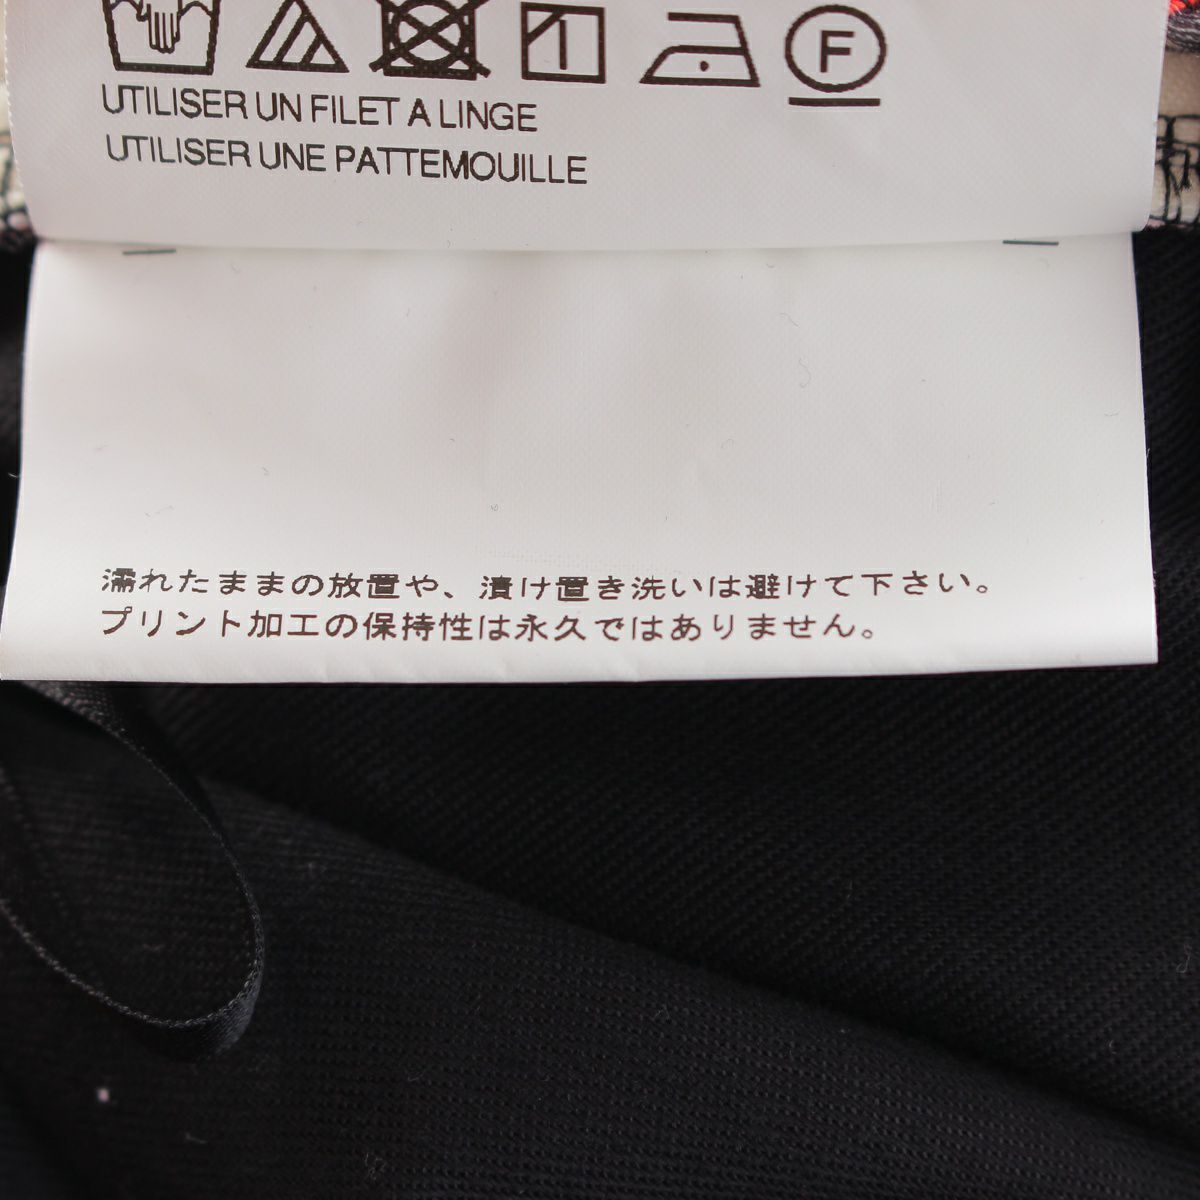 F
UTILISER UN FILET A LINGE
UTILISER UNE PATTEMOUILLE
濡れたままの放置や、漬け置き洗いは避けて下さい。
プリント加工の保持性は永久ではありません。